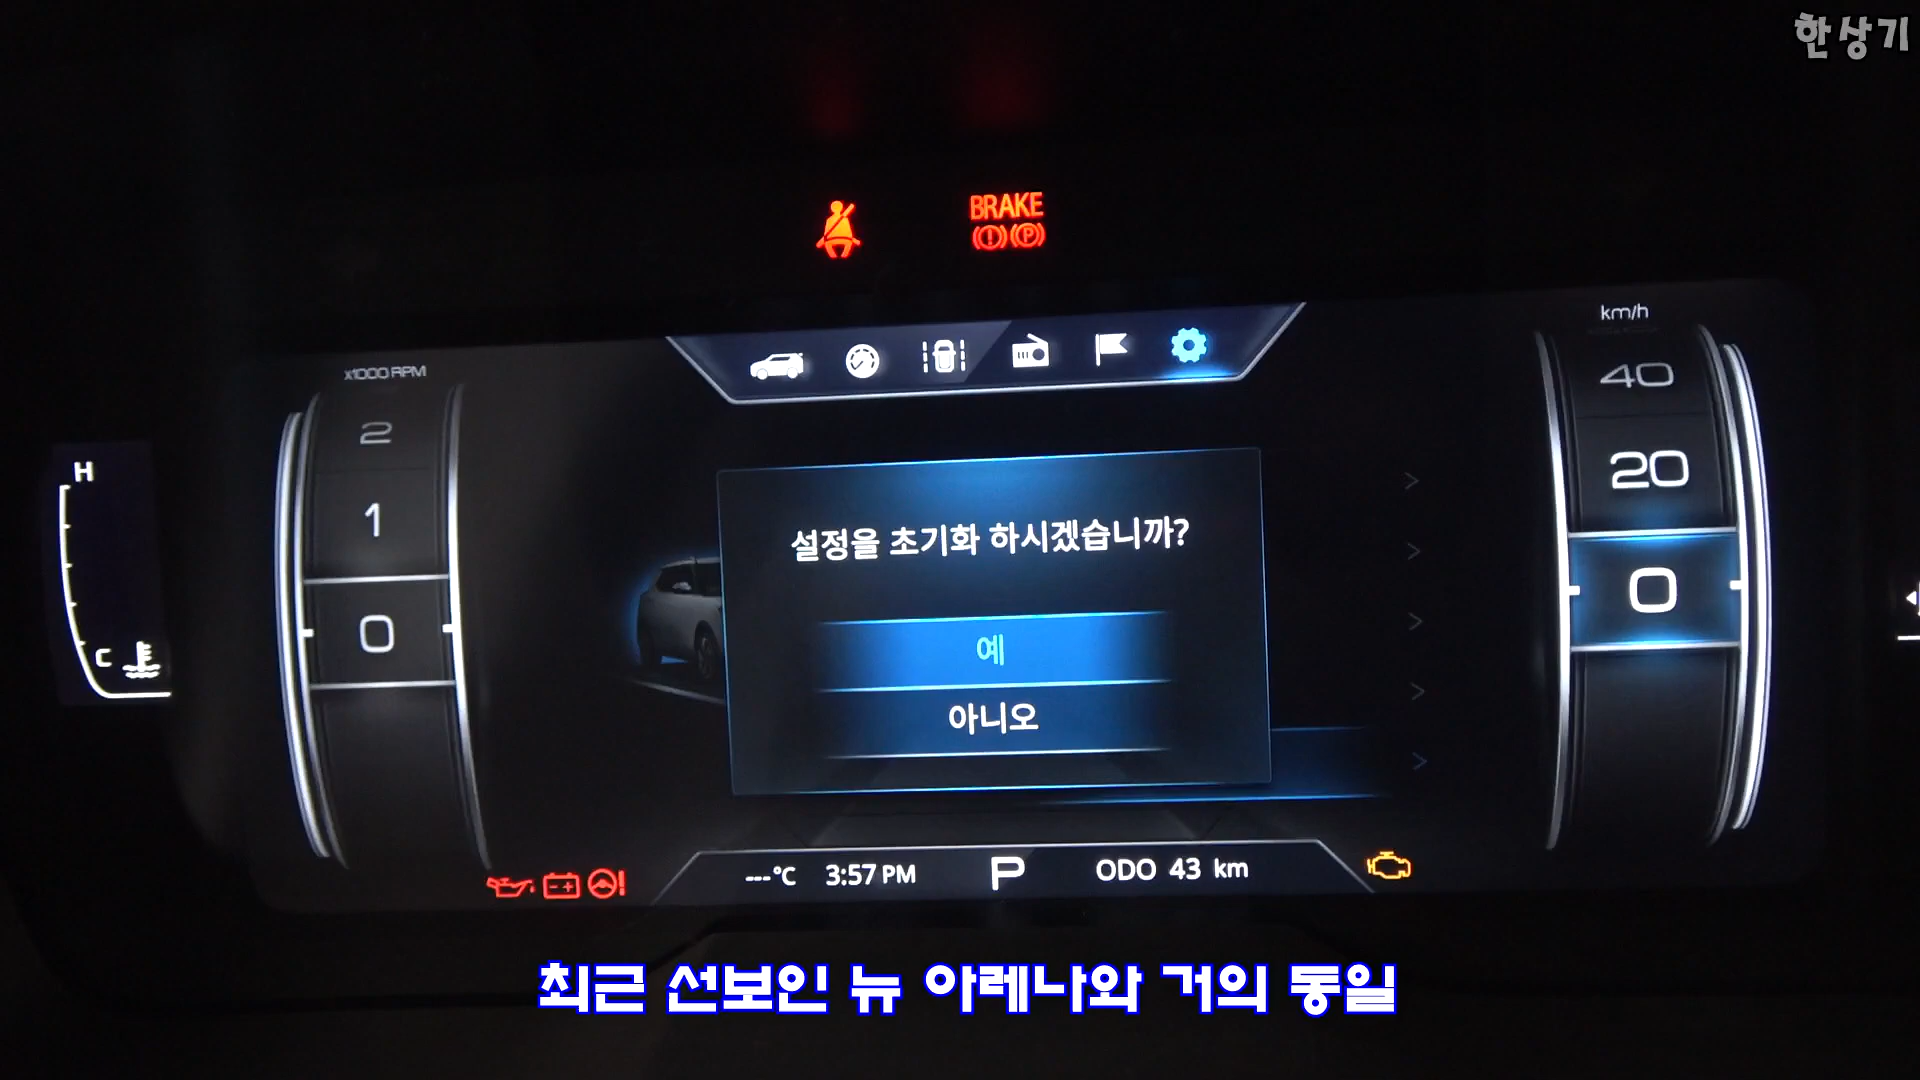 한상기
BRAKE
km/h
x1000 RPM
40
2
20
H
1
설정을 초기화 하시겠습니까?
0
0
예
C
아니오
---°C 3:57 PM P ODO 43 km
최근 선보인 뉴 아레나와 거의 동일